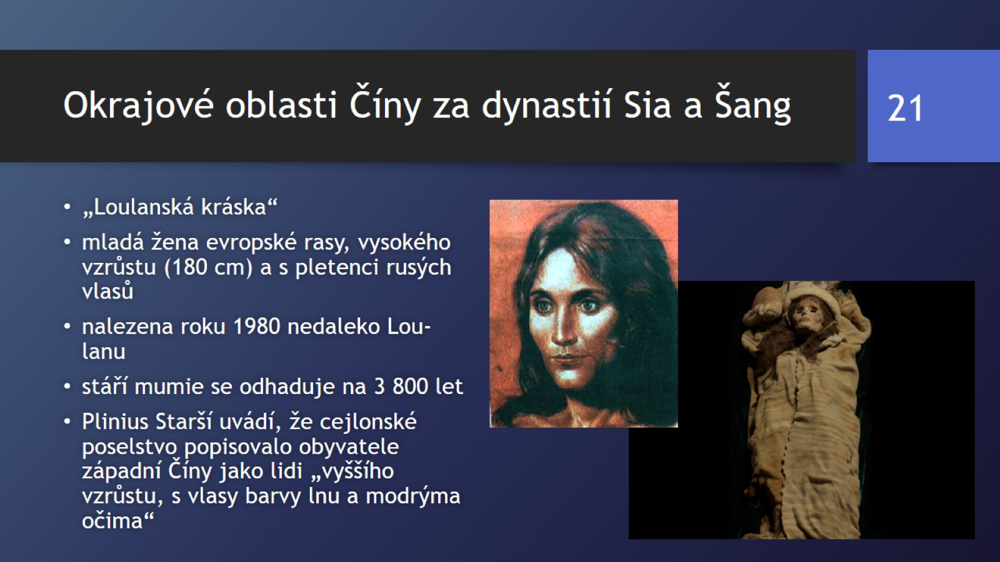 Okrajové oblasti Číny za dynastií Sia a Šang
21
• „Loulanská kráska“
• mladá žena evropské rasy, vysokého
vzrůstu (180 cm) a s pletenci rusých
vlasů
• nalezena roku 1980 nedaleko Lou-
lanu
• stáří mumie se odhaduje na 3 800 let
• Plinius Starší uvádí, že cejlonské
poselstvo popisovalo obyvatele
západní Číny jako lidi „vyššího
vzrůstu, s vlasy barvy lnu a modrýma
očima“